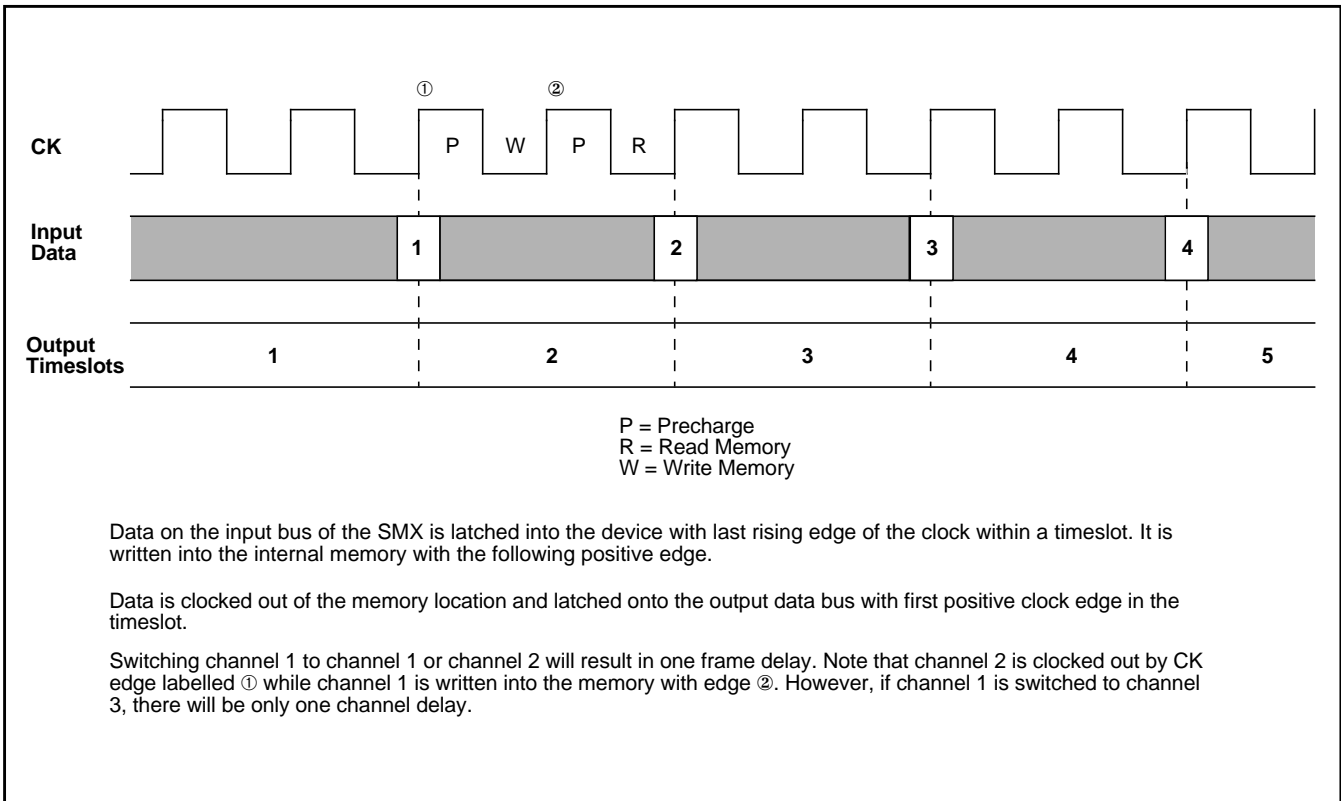 ① ②
CK P W P R
Input
Data
1 2 3 4
Output
Timeslots
1 2 3 4 5
P = Precharge
R = Read Memory
W = Write Memory
Data on the input bus of the SMX is latched into the device with last rising edge of the clock within a timeslot. It is
written into the internal memory with the following positive edge.
Data is clocked out of the memory location and latched onto the output data bus with first positive clock edge in the
timeslot.
Switching channel 1 to channel 1 or channel 2 will result in one frame delay. Note that channel 2 is clocked out by CK
edge labelled ① while channel 1 is written into the memory with edge ②. However, if channel 1 is switched to channel
3, there will be only one channel delay.